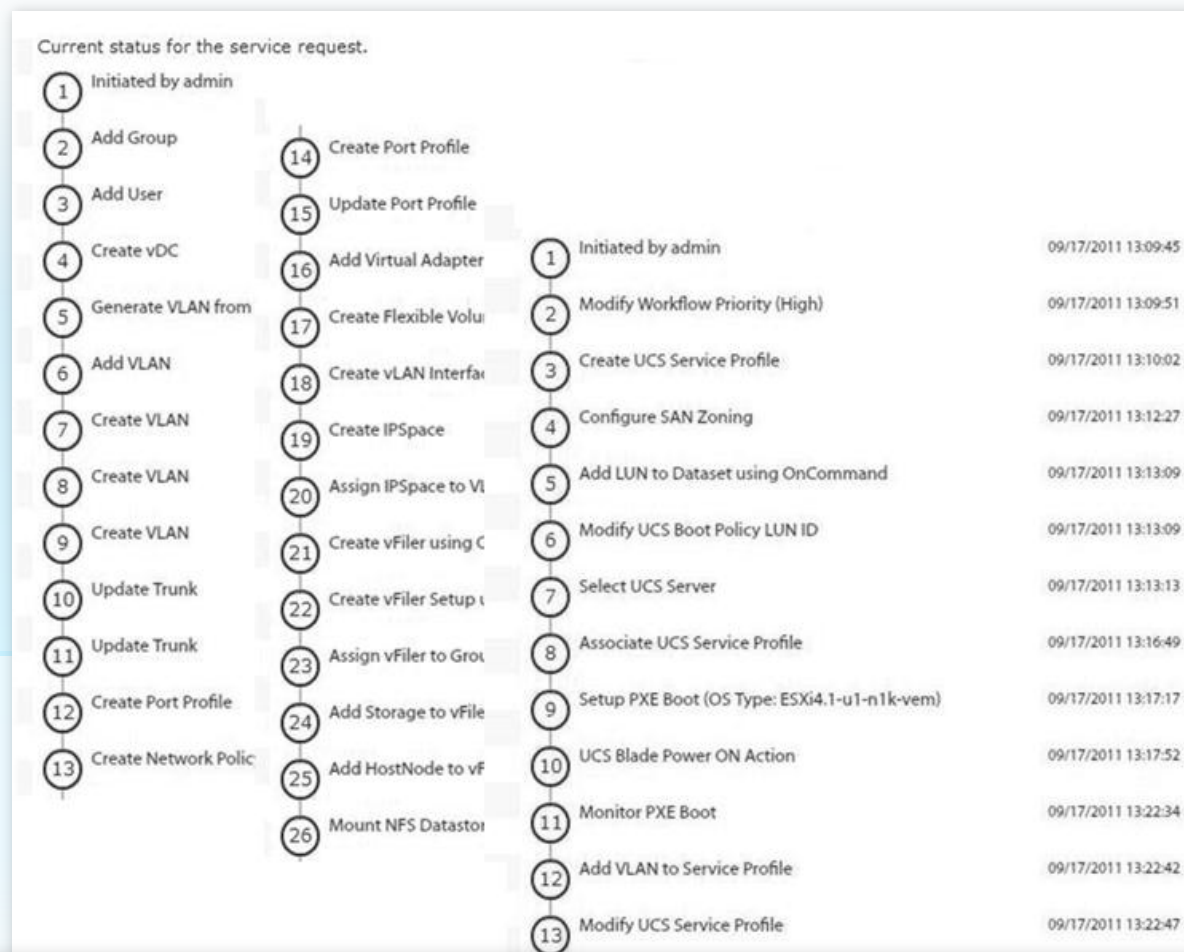 Current status for the service request.
1 Initiated by admin
2 Add Group
3 Add User
4 Create vDC
5 Generate VLAN from
6 Add VLAN
7 Create VLAN
8 Create VLAN
9 Create VLAN
10 Update Trunk
11 Update Trunk
12 Create Port Profile
13 Create Network Polic
14 Create Port Profile
15 Update Port Profile
16 Add Virtual Adapter
17 Create Flexible Volu
18 Create vLAN Interfac
19 Create IPSpace
20 Assign IPSpace to VL
21 Create vFiler using
22 Create vFiler Setup
23 Assign vFiler to Grou
24 Add Storage to vFile
25 Add HostNode to vF
26 Mount NFS Datastor
1 Initiated by admin 09/17/2011 13:09:45
2 Modify Workflow Priority (High) 09/17/2011 13:09:51
3 Create UCS Service Profile 09/17/2011 13:10:02
4 Configure SAN Zoning 09/17/2011 13:12:27
5 Add LUN to Dataset using OnCommand 09/17/2011 13:13:09
6 Modify UCS Boot Policy LUN ID 09/17/2011 13:13:09
7 Select UCS Server 09/17/2011 13:13:13
8 Associate UCS Service Profile 09/17/2011 13:16:49
9 Setup PXE Boot (OS Type: ESXi4.1-u1-n1k-vem) 09/17/2011 13:17:17
10 UCS Blade Power ON Action 09/17/2011 13:17:52
11 Monitor PXE Boot 09/17/2011 13:22:34
12 Add VLAN to Service Profile 09/17/2011 13:22:42
13 Modify UCS Service Profile 09/17/2011 13:22:47